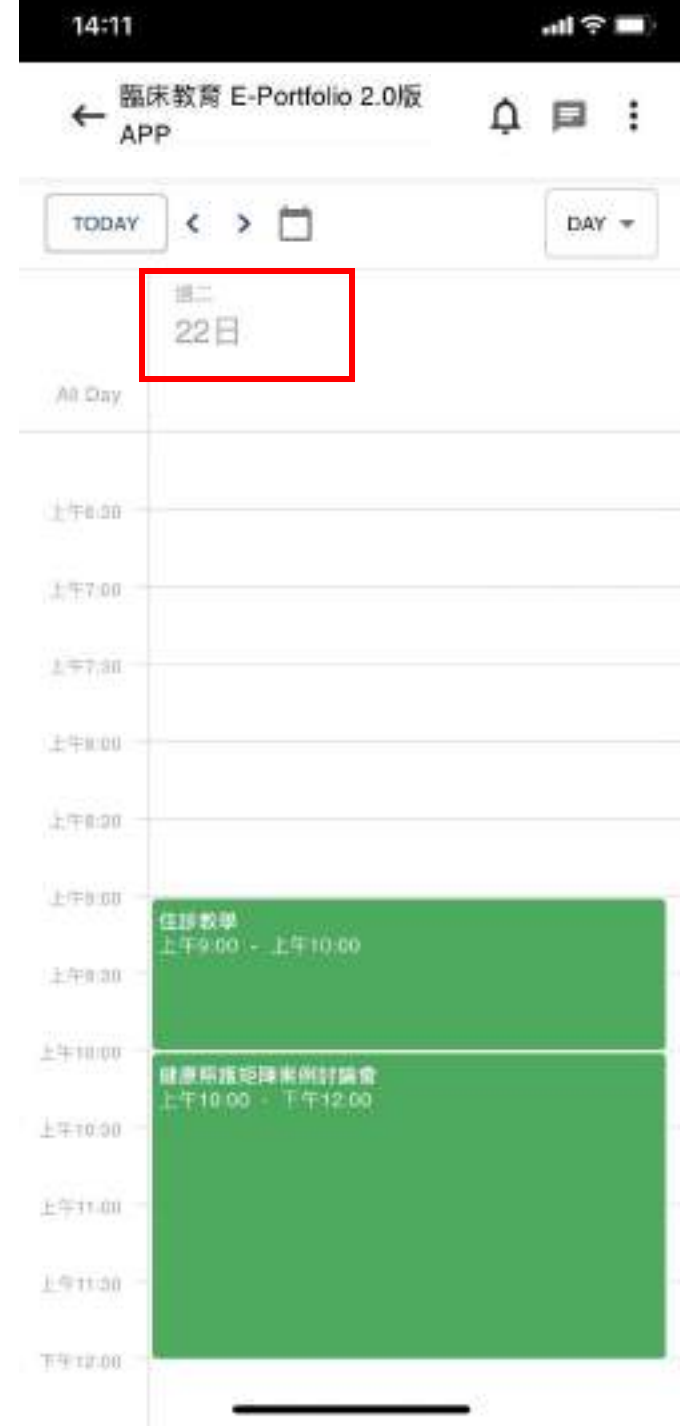 14:11
臨床教育 E-Portfolio 2.0版
APP
TODAY
DAY
週二
22日
All Day
上午6:30
上午7:00
上午7:30
上午8:00
上午8:30
上午9:00
住診教學
上午9:00 - 上午10:00
上午9:30
上午10:00
健康照護矩陣案例討論會
上午10:00 - 下午12:00
上午10:30
上午11:00
上午11:30
下午12:00